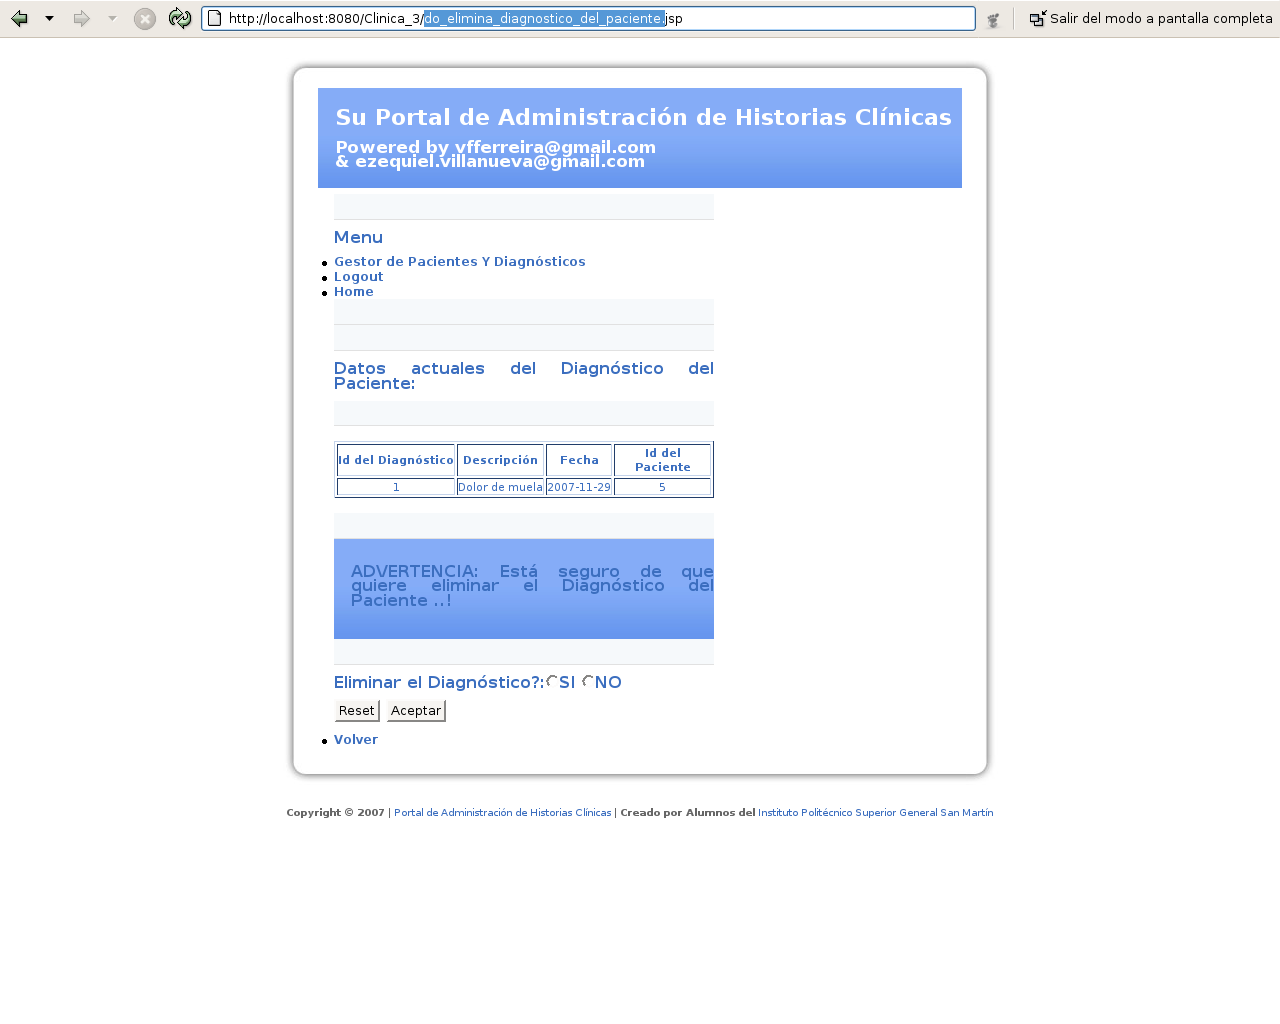 http://localhost:8080/Clinica_3/do_elimina_diagnostico_del_paciente.jsp
Salir del modo a pantalla completa
Su Portal de Administración de Historias Clínicas
Powered by vfferreira@gmail.com
& ezequiel.villanueva@gmail.com
Menu
Gestor de Pacientes Y Diagnósticos
Logout
Home
Datos actuales del Diagnóstico del
Paciente:
Id del Diagnóstico Descripción Fecha Id del Paciente
1 Dolor de muela 2007-11-29 5
ADVERTENCIA: Está seguro de que
quiere eliminar el Diagnóstico del
Paciente ..!
Eliminar el Diagnóstico?: SI NO
Reset Aceptar
Volver
Copyright © 2007 | Portal de Administración de Historias Clínicas | Creado por Alumnos del Instituto Politécnico Superior General San Martín